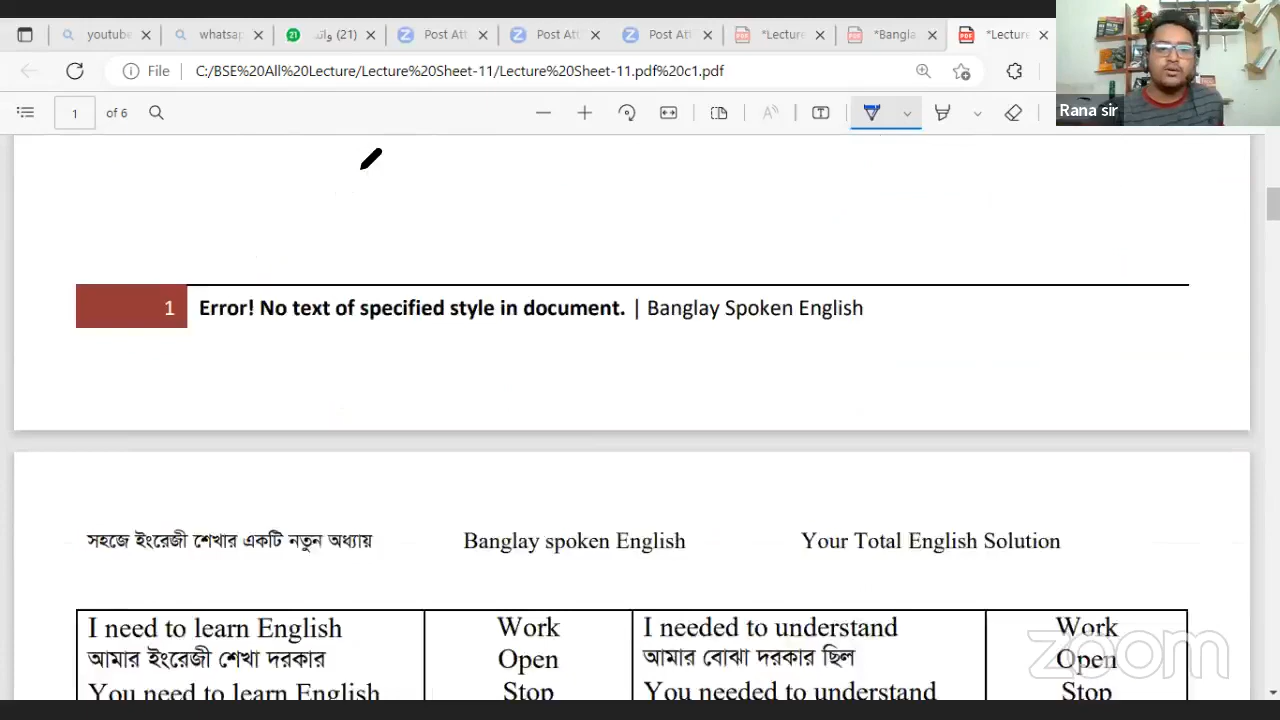 youtube
whatsap
21
(21) وات
Post Att
Post Att
Post Att
*Lecture
*Bangla
*Lecture
File
C:/BSE%20All%20Lecture/Lecture%20Sheet-11/Lecture%20Sheet-11.pdf%20c1.pdf
1 of 6
Rana sir
1 Error! No text of specified style in document. | Banglay Spoken English
সহজে ইংরেজী শেখার একটি নতুন অধ্যায় Banglay spoken English Your Total English Solution
I need to learn English Work I needed to understand Work
আমার ইংরেজী শেখা দরকার Open আমার বোঝা দরকার ছিল Open
You need to learn English Stop You needed to understand Stop
zoom